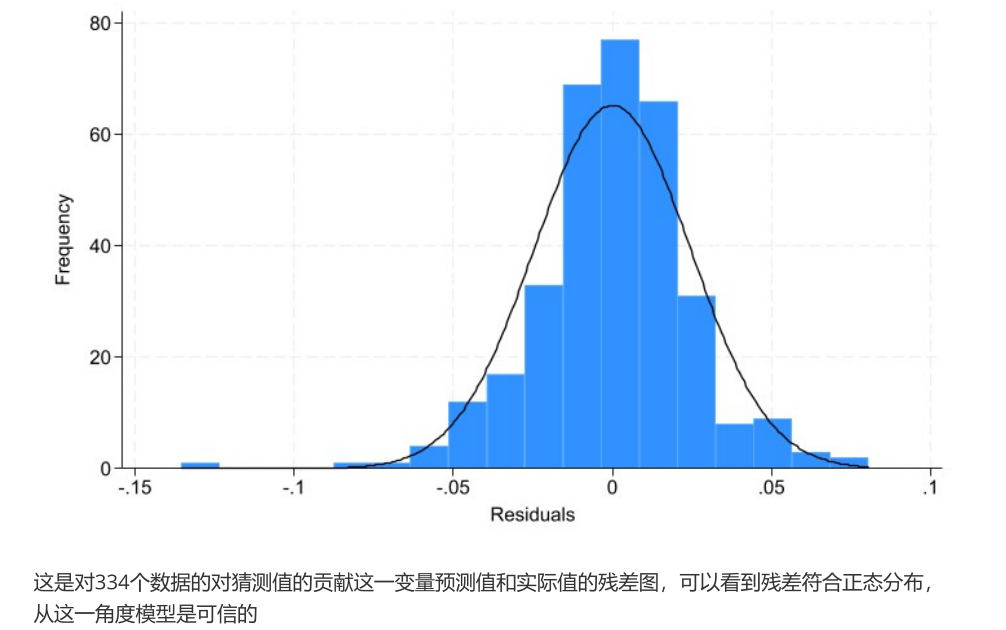 80
60
40
20
0
Frequency
-.15
-.1
-.05
0
.05
.1
Residuals
这是对334个数据的对猜测值的贡献这一变量预测值和实际值的残差图，可以看到残差符合正态分布，
从这一角度模型是可信的